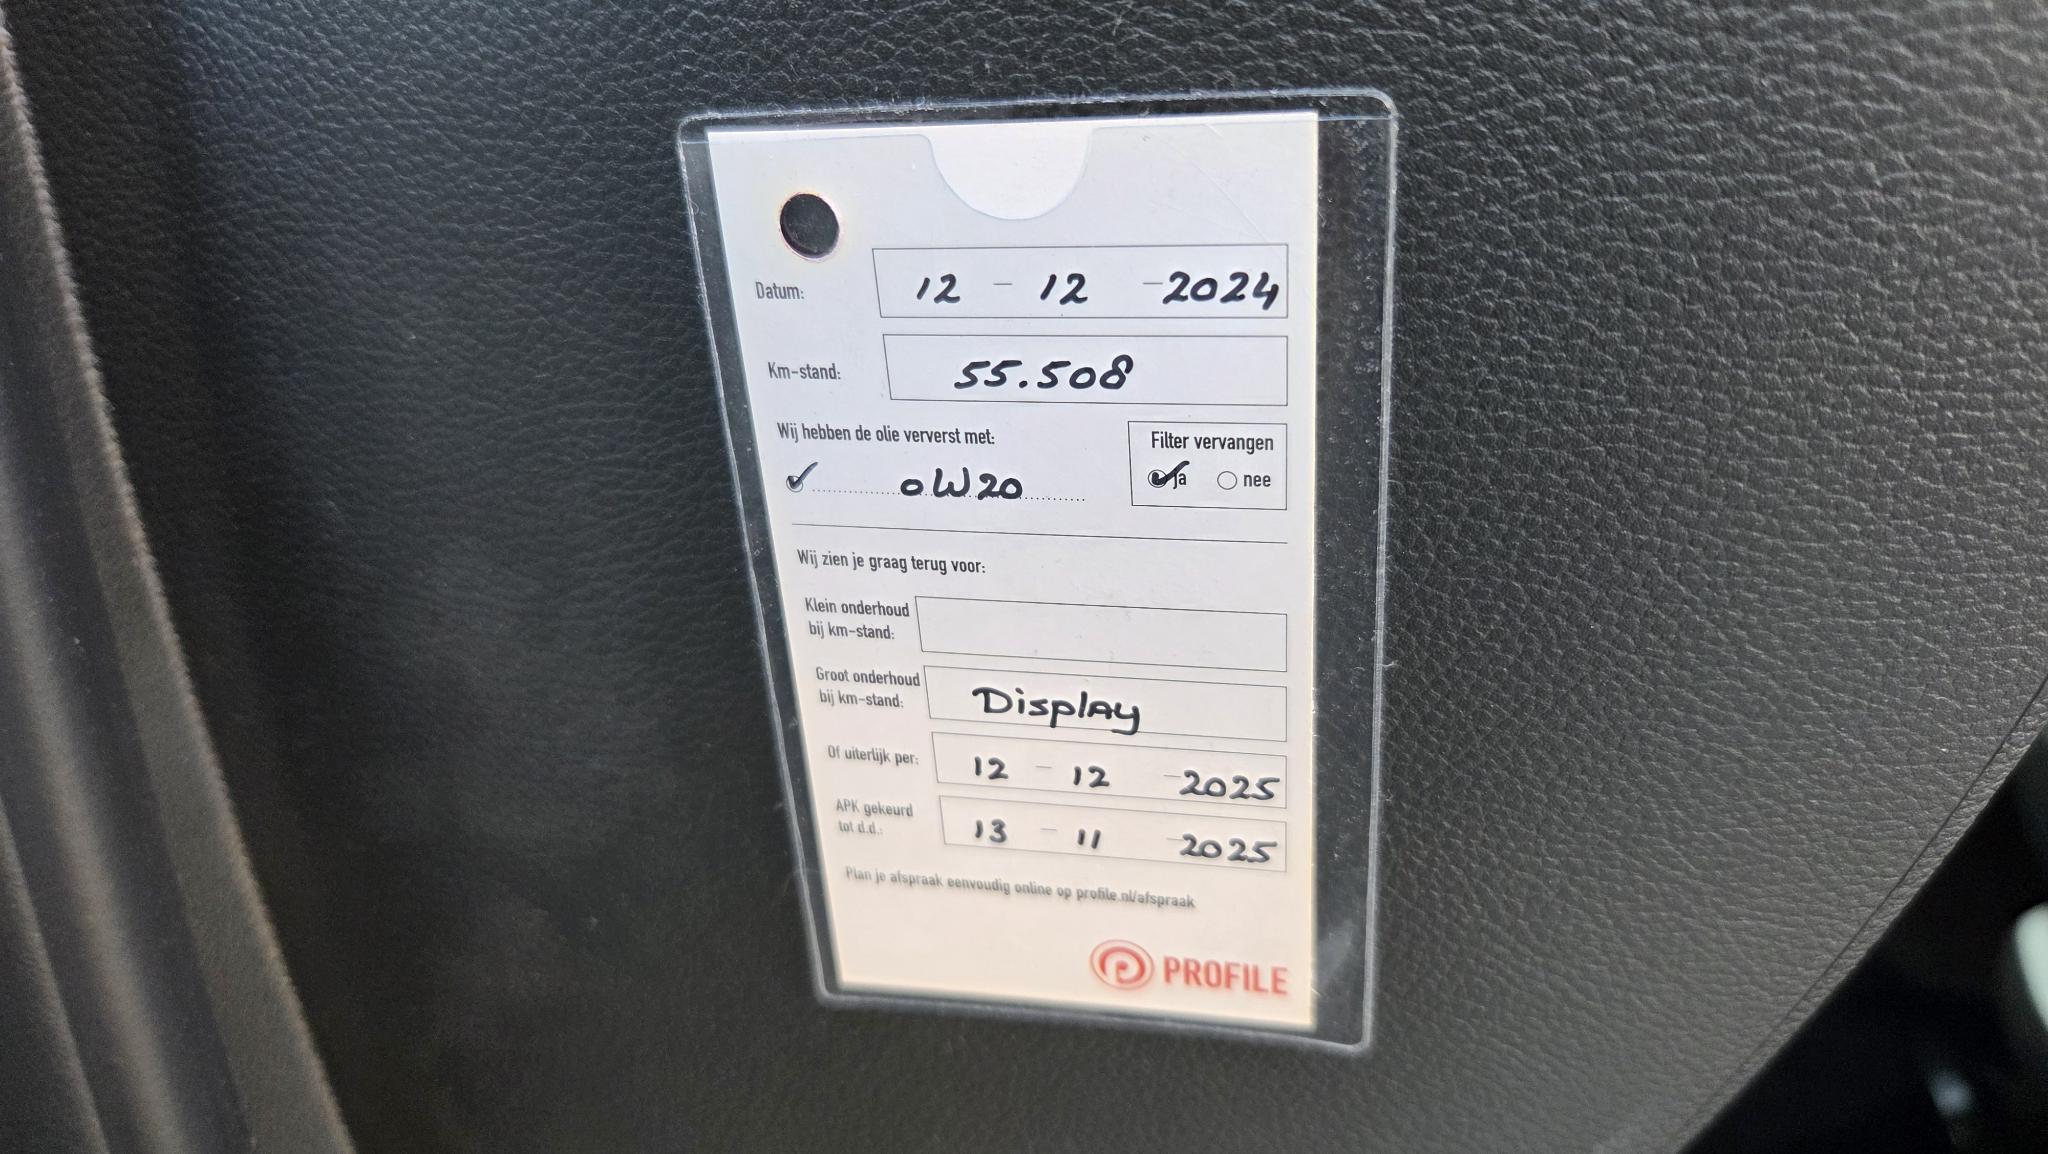 Datum: 12 - 12 - 2024
Km-stand: 55.508
Wij hebben de olie ververst met:
oW20
Filter vervangen
ja nee
Wij zien je graag terug voor:
Klein onderhoud
bij km-stand:
Groot onderhoud
bij km-stand: Display
Of uiterlijk per: 12 - 12 - 2025
APK gekeurd
tot d.d.: 13 - 11 - 2025
Plan je afspraak eenvoudig online op profile.nl/afspraak
PROFILE